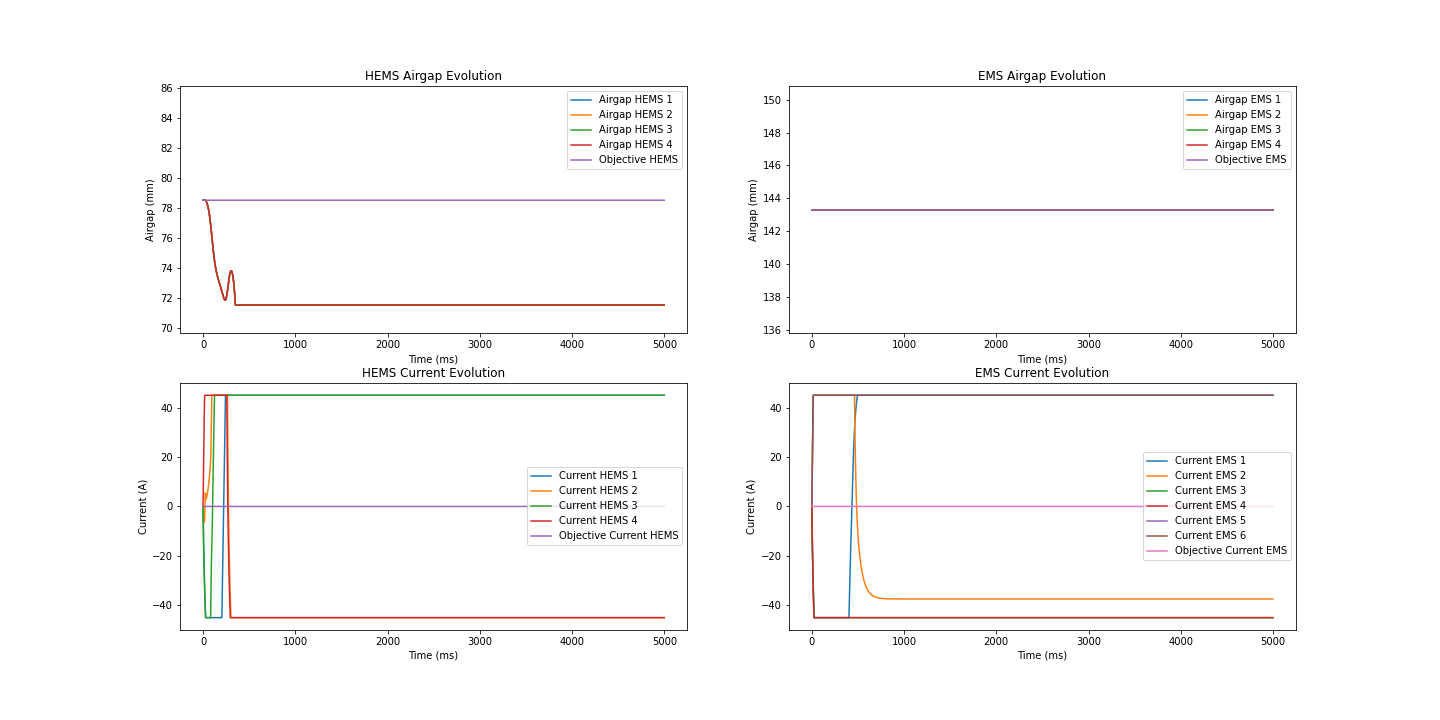 HEMS Airgap Evolution
Airgap (mm)
86
84
82
80
78
76
74
72
70
Airgap HEMS 1
Airgap HEMS 2
Airgap HEMS 3
Airgap HEMS 4
Objective HEMS
0 1000 2000 3000 4000 5000
Time (ms)
EMS Airgap Evolution
Airgap (mm)
150
148
146
144
142
140
138
136
Airgap EMS 1
Airgap EMS 2
Airgap EMS 3
Airgap EMS 4
Objective EMS
0 1000 2000 3000 4000 5000
Time (ms)
HEMS Current Evolution
Current (A)
40
20
0
−20
−40
Current HEMS 1
Current HEMS 2
Current HEMS 3
Current HEMS 4
Objective Current HEMS
0 1000 2000 3000 4000 5000
Time (ms)
EMS Current Evolution
Current (A)
40
20
0
−20
−40
Current EMS 1
Current EMS 2
Current EMS 3
Current EMS 4
Current EMS 5
Current EMS 6
Objective Current EMS
0 1000 2000 3000 4000 5000
Time (ms)